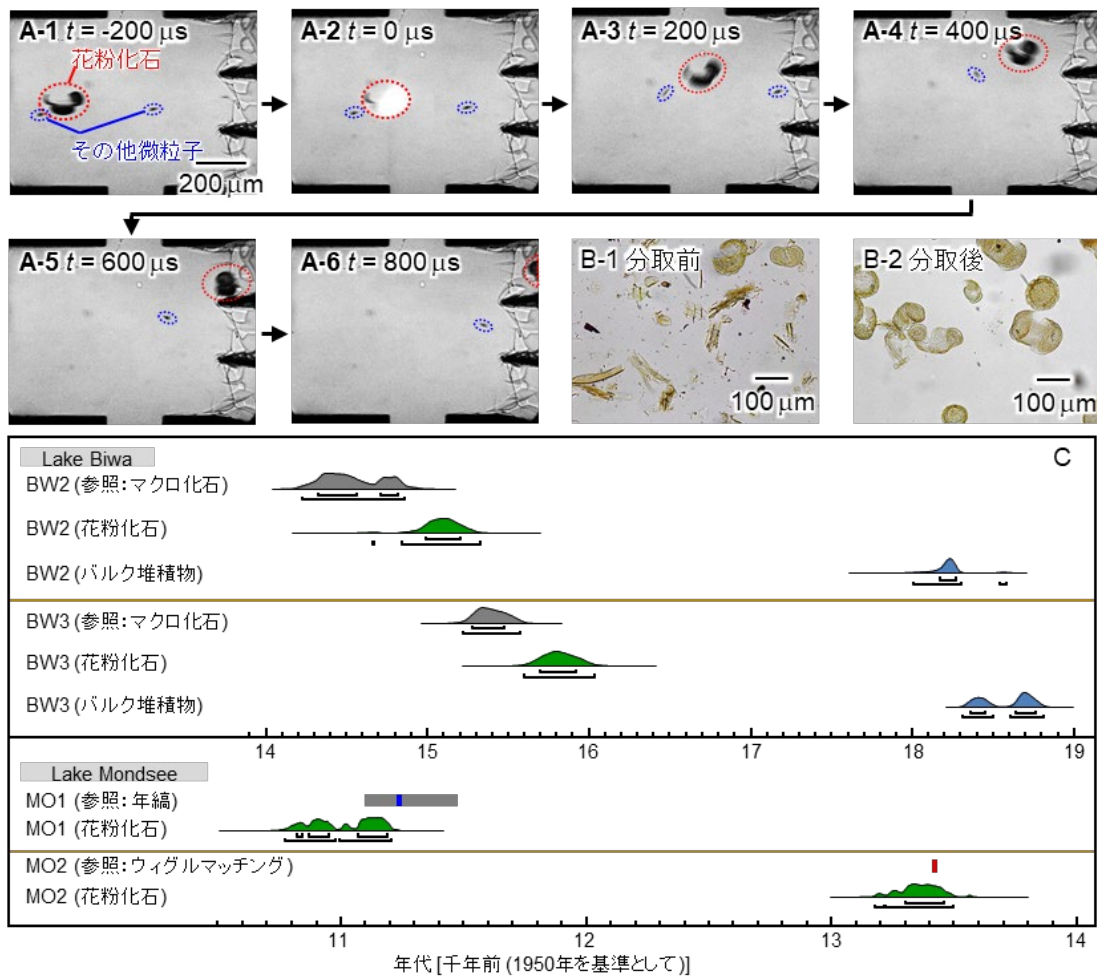 A-1 t = -200 μs
花粉化石
その他微粒子
200 μm
A-2 t = 0 μs
A-3 t = 200 μs
A-4 t = 400 μs
A-5 t = 600 μs
A-6 t = 800 μs
B-1 分取前
100 μm
B-2 分取後
100 μm
C
Lake Biwa
BW2 (参照：マクロ化石)
BW2 (花粉化石)
BW2 (バルク堆積物)
BW3 (参照：マクロ化石)
BW3 (花粉化石)
BW3 (バルク堆積物)
14 15 16 17 18 19
Lake Mondsee
MO1 (参照：年縞)
MO1 (花粉化石)
MO2 (参照：ウィグルマッチング)
MO2 (花粉化石)
11 12 13 14
年代 [千年前 (1950年を基準として)]